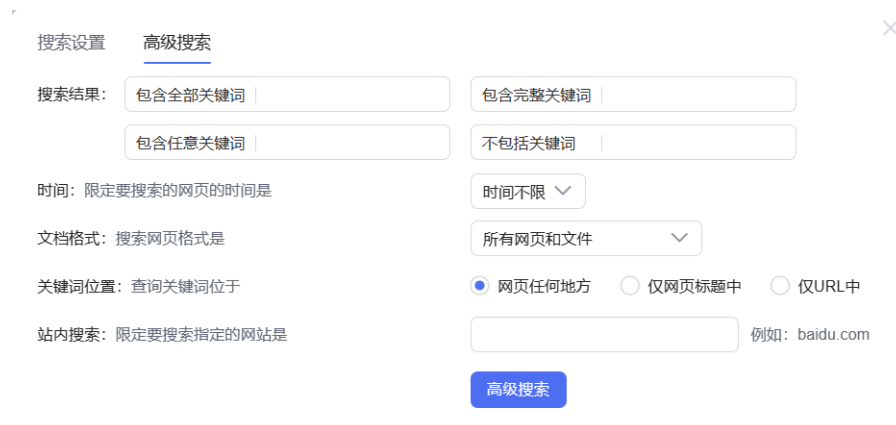 搜索设置 高级搜索
搜索结果： 包含全部关键词 包含完整关键词
包含任意关键词 不包括关键词
时间：限定要搜索的网页的时间是 时间不限
文档格式：搜索网页格式是 所有网页和文件
关键词位置：查询关键词位于 网页任何地方 仅网页标题中 仅URL中
站内搜索：限定要搜索指定的网站是 例如：baidu.com
高级搜索